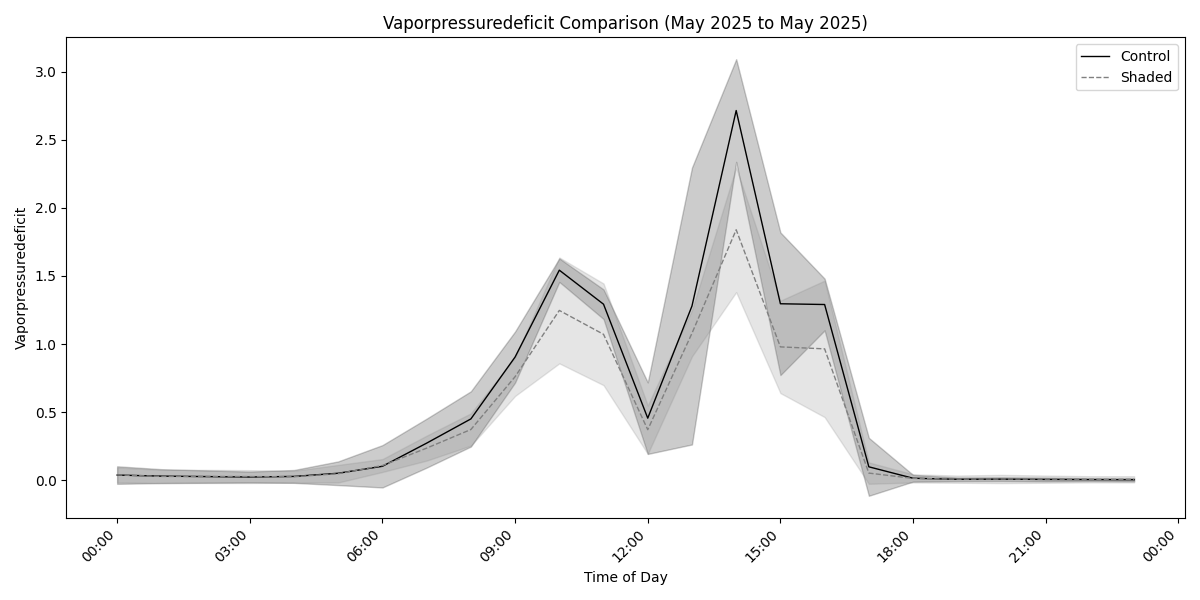 Vaporpressuredeficit Comparison (May 2025 to May 2025)
Control
Shaded
Vaporpressuredeficit
3.0
2.5
2.0
1.5
1.0
0.5
0.0
00:00 03:00 06:00 09:00 12:00 15:00 18:00 21:00 00:00
Time of Day